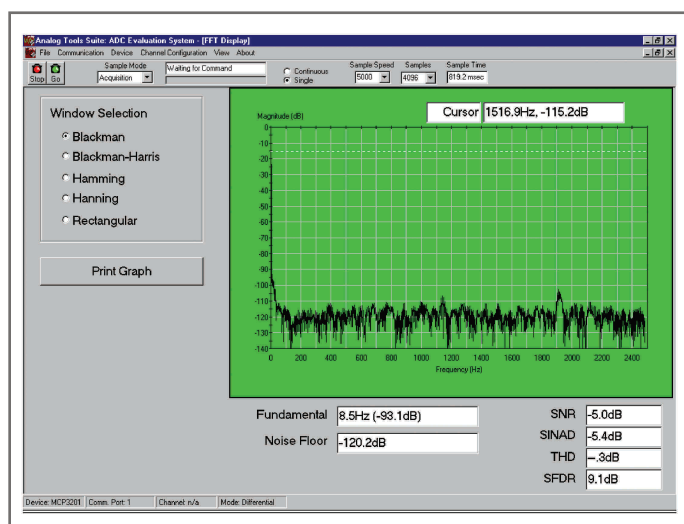 Analog Tools Suite: ADC Evaluation System - [FFT Display]
File Communication Device Channel Configuration View About
Stop Go
Sample Mode
Acquisition
Waiting for Command
Continuous
Single
Sample Speed
5000
Samples
4096
Sample Time
819.2 msec
Window Selection
Blackman
Blackman-Harris
Hamming
Hanning
Rectangular
Print Graph
Magnitude (dB)
Cursor 1516.9Hz, -115.2dB
0
-10
-20
-30
-40
-50
-60
-70
-80
-90
-100
-110
-120
-130
-140
0 200 400 600 800 1000 1200 1400 1600 1800 2000 2200 2400
Frequency (Hz)
Fundamental 8.5Hz (-93.1dB)
Noise Floor -120.2dB
SNR -5.0dB
SINAD -5.4dB
THD -.3dB
SFDR 9.1dB
Device: MCP3201 Comm. Port: 1 Channel: n/a Mode: Differential